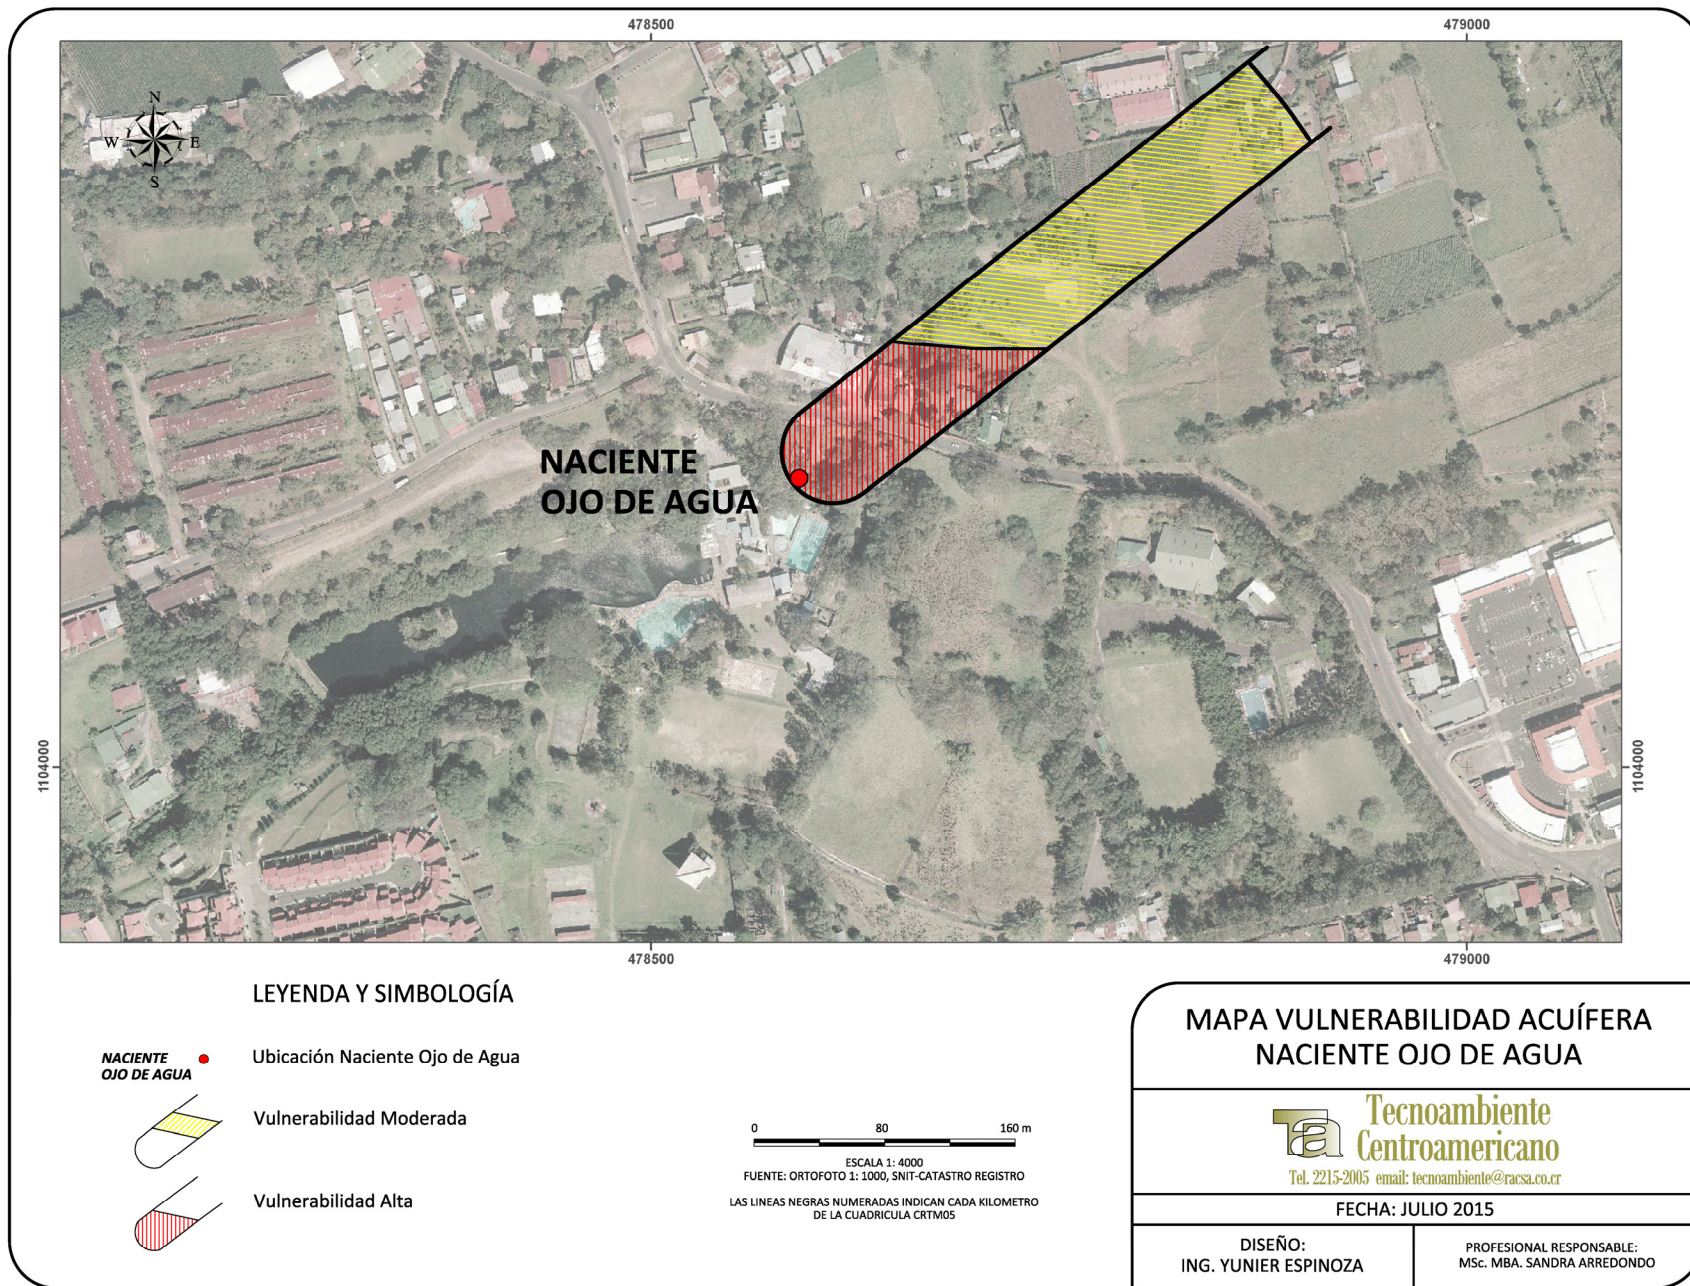 478500
479000
N
W
E
S
NACIENTE
OJO DE AGUA
1104000
1104000
478500
479000
LEYENDA Y SIMBOLOGÍA
NACIENTE
OJO DE AGUA
Ubicación Naciente Ojo de Agua
Vulnerabilidad Moderada
Vulnerabilidad Alta
0 80 160 m
ESCALA 1: 4000
FUENTE: ORTOFOTO 1: 1000, SNIT-CATASTRO REGISTRO
LAS LINEAS NEGRAS NUMERADAS INDICAN CADA KILOMETRO
DE LA CUADRICULA CRTM05
MAPA VULNERABILIDAD ACUÍFERA
NACIENTE OJO DE AGUA
Ta
Tecnoambiente
Centroamericano
Tel. 2215-2005 email: tecnoambiente@racsa.co.cr
FECHA: JULIO 2015
DISEÑO:
ING. YUNIER ESPINOZA
PROFESIONAL RESPONSABLE:
MSc. MBA. SANDRA ARREDONDO